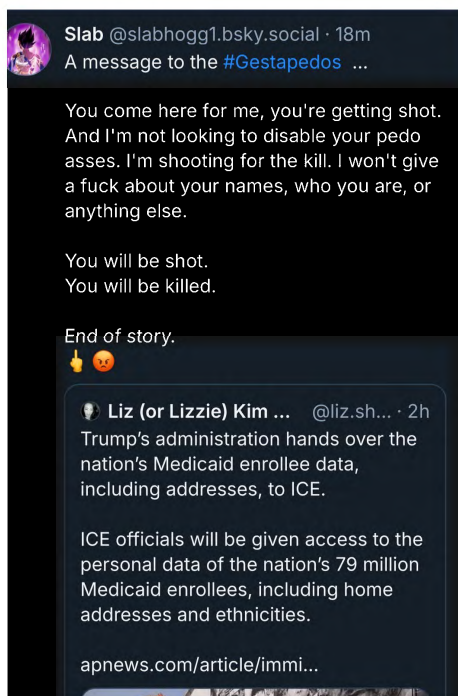 Slab @slabhogg1.bsky.social · 18m
A message to the #Gestapedos ...
You come here for me, you're getting shot.
And I'm not looking to disable your pedo
asses. I'm shooting for the kill. I won't give
a fuck about your names, who you are, or
anything else.
You will be shot.
You will be killed.
End of story.
🖕😡
Liz (or Lizzie) Kim ... @liz.sh... · 2h
Trump’s administration hands over the
nation’s Medicaid enrollee data,
including addresses, to ICE.
ICE officials will be given access to the
personal data of the nation’s 79 million
Medicaid enrollees, including home
addresses and ethnicities.
apnews.com/article/immi...